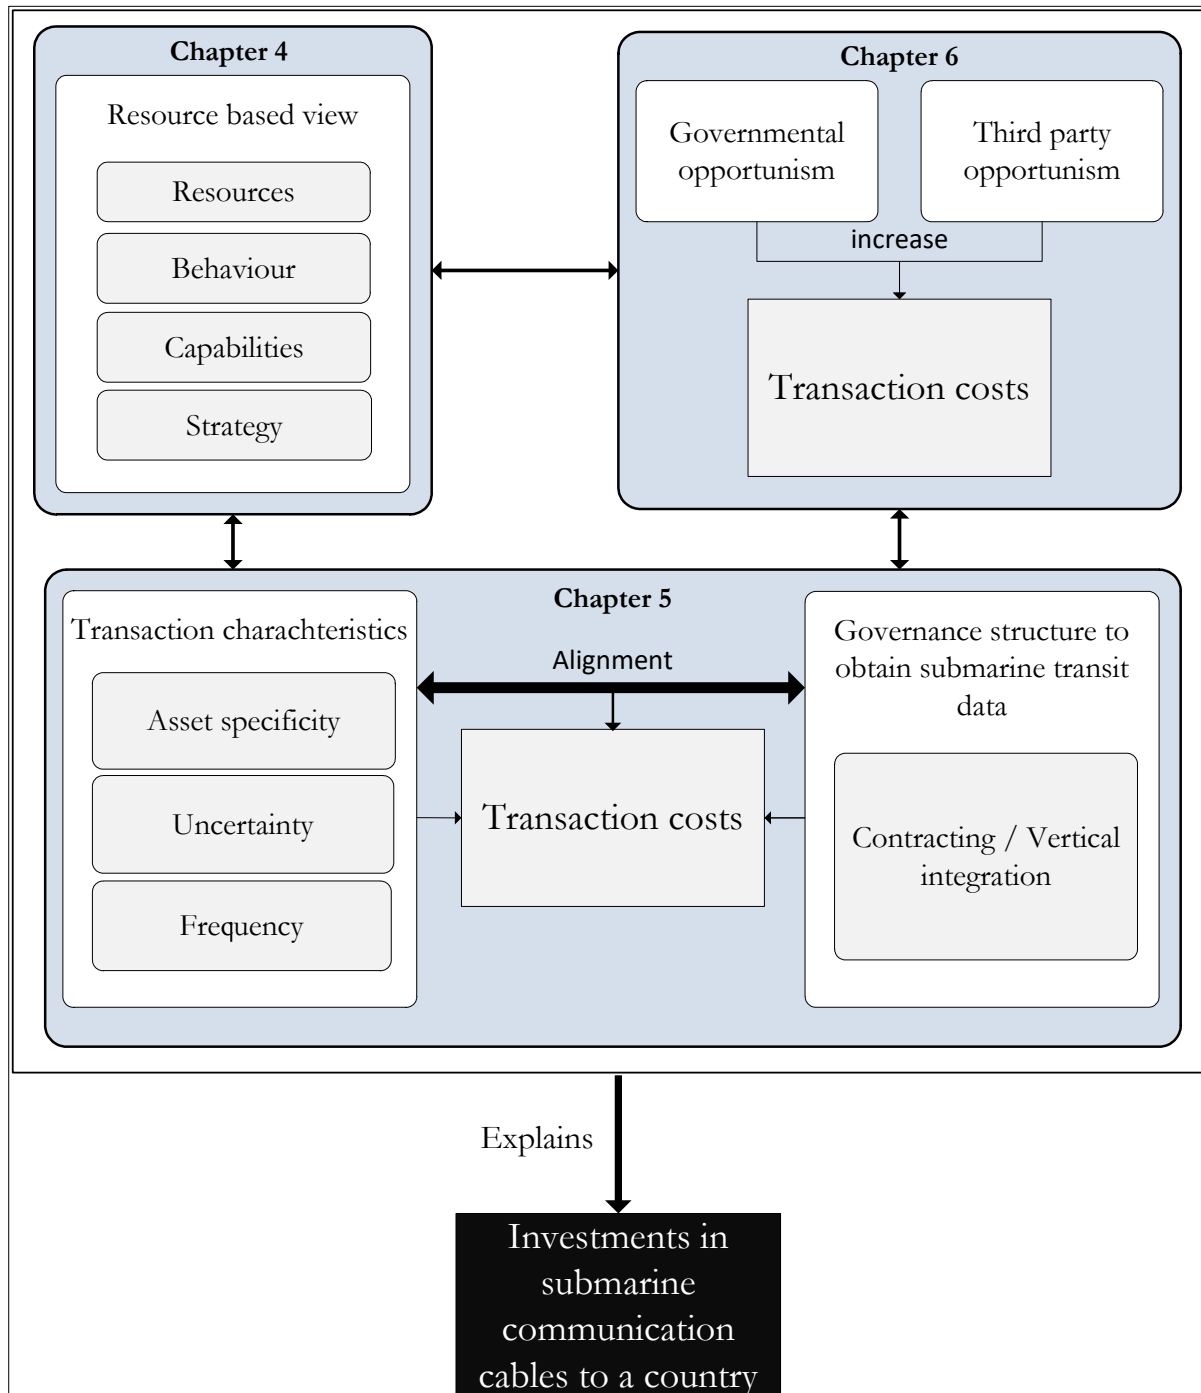 Chapter 4
Resource based view
Resources
Behaviour
Capabilities
Strategy
Chapter 6
Governmental
opportunism
Third party
opportunism
increase
Transaction costs
Chapter 5
Transaction charachteristics
Asset specificity
Uncertainty
Frequency
Alignment
Transaction costs
Governance structure to
obtain submarine transit
data
Contracting / Vertical
integration
Explains
Investments in
submarine
communication
cables to a country